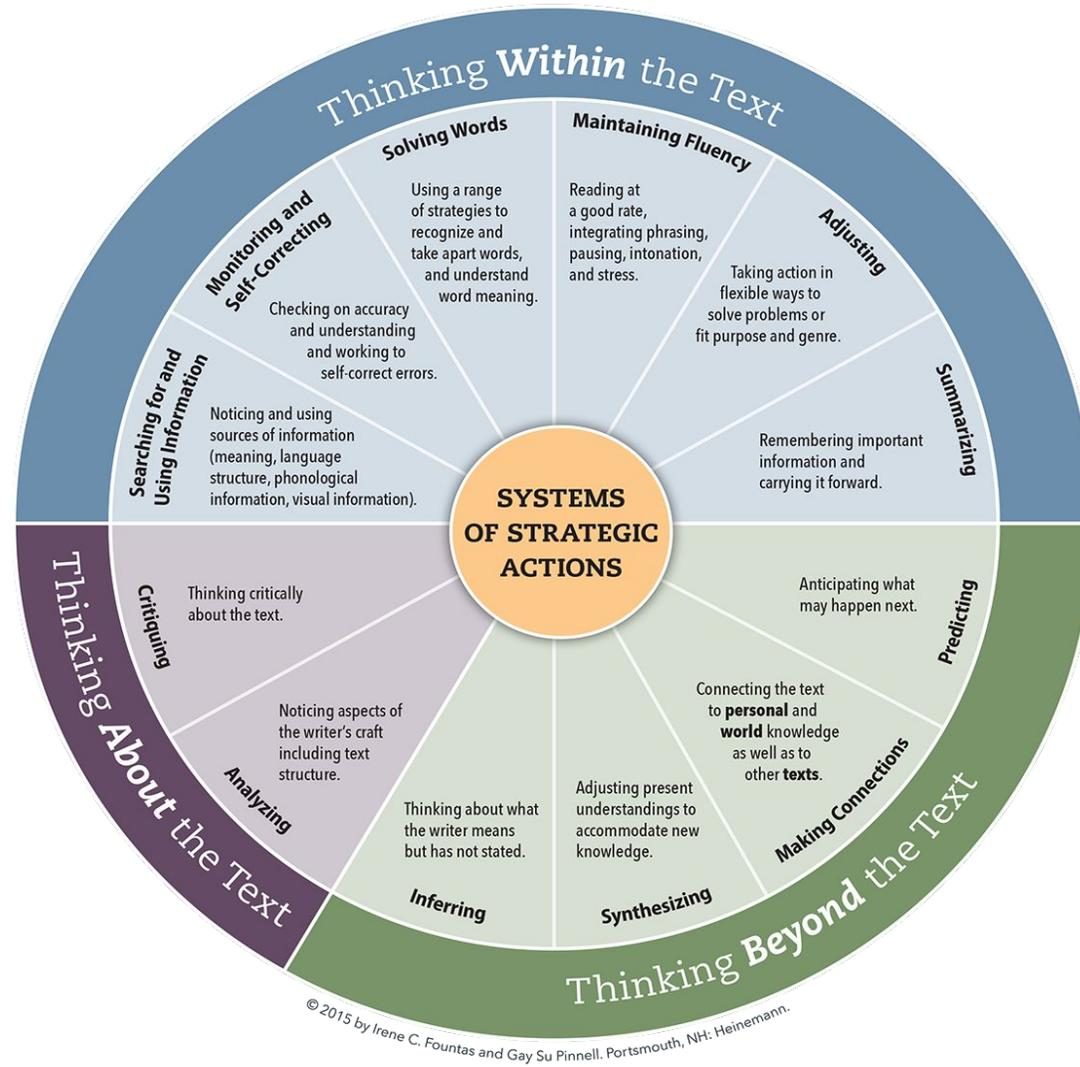 Thinking Within the Text
Searching for and
Using Information
Noticing and using
sources of information
(meaning, language
structure, phonological
information, visual information).
Monitoring and
Self-Correcting
Checking on accuracy
and understanding
and working to
self-correct errors.
Solving Words
Using a range
of strategies to
recognize and
take apart words,
and understand
word meaning.
Maintaining Fluency
Reading at
a good rate,
integrating phrasing,
pausing, intonation,
and stress.
Adjusting
Taking action in
flexible ways to
solve problems or
fit purpose and genre.
Summarizing
Remembering important
information and
carrying it forward.
SYSTEMS
OF STRATEGIC
ACTIONS
Thinking Beyond the Text
Predicting
Anticipating what
may happen next.
Making Connections
Connecting the text
to personal and
world knowledge
as well as to
other texts.
Synthesizing
Adjusting present
understandings to
accommodate new
knowledge.
Inferring
Thinking about what
the writer means
but has not stated.
Thinking About the Text
Analyzing
Noticing aspects of
the writer's craft
including text
structure.
Critiquing
Thinking critically
about the text.
© 2015 by Irene C. Fountas and Gay Su Pinnell. Portsmouth, NH: Heinemann.